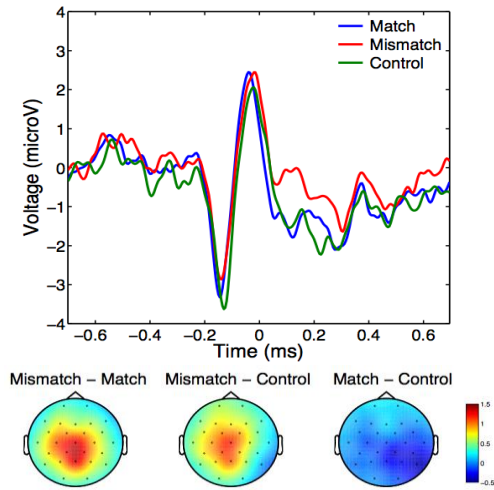 4
3
2
1
0
−1
−2
−3
−4
Voltage (microV)
Match
Mismatch
Control
−0.6 −0.4 −0.2 0 0.2 0.4 0.6
Time (ms)
Mismatch − Match Mismatch − Control Match − Control
1.5
1
0.5
0
−0.5